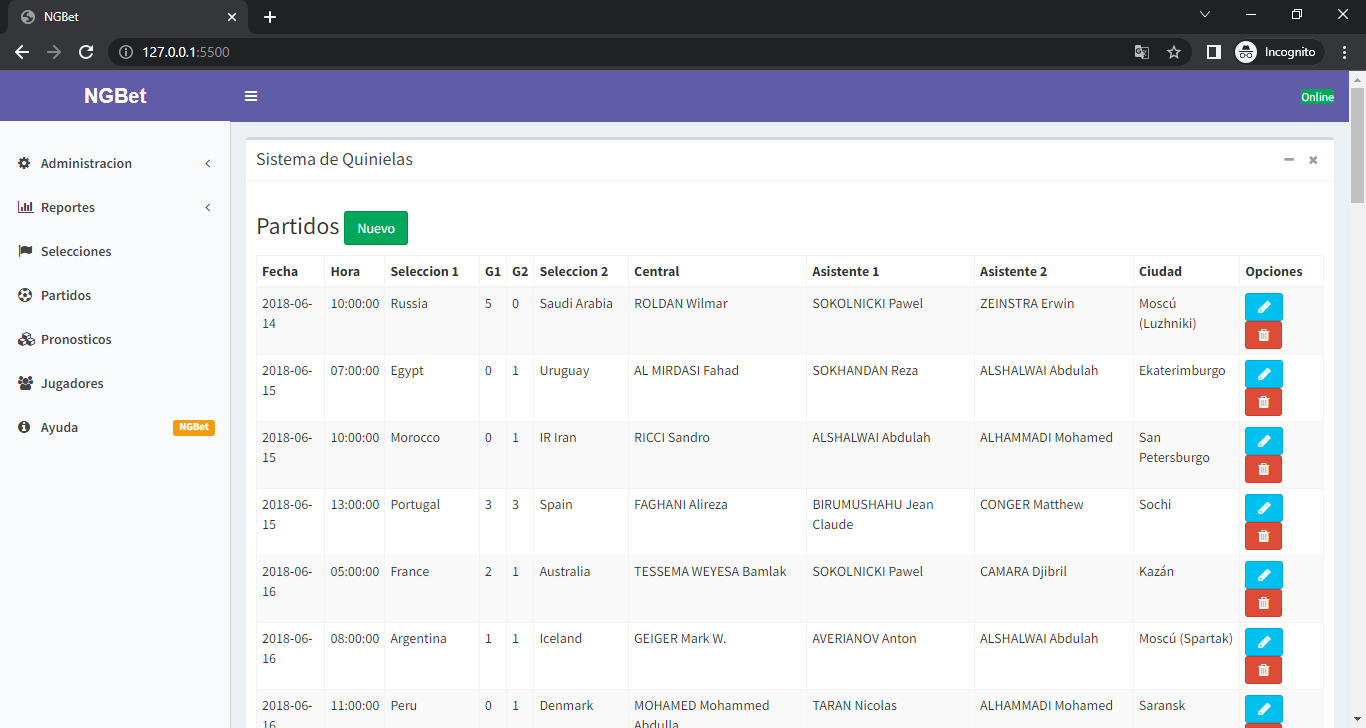 NGBet
127.0.0.1:5500
Incognito
NGBet
Online
Administracion
Reportes
Selecciones
Partidos
Pronosticos
Jugadores
Ayuda NGBet
Sistema de Quinielas
Partidos Nuevo
Fecha Hora Seleccion 1 G1 G2 Seleccion 2 Central Asistente 1 Asistente 2 Ciudad Opciones
2018-06- 10:00:00 Russia 5 0 Saudi Arabia ROLDAN Wilmar SOKOLNICKI Pawel ZEINSTRA Erwin Moscú
14 (Luzhniki)
2018-06- 07:00:00 Egypt 0 1 Uruguay AL MIRDASI Fahad SOKHANDAN Reza ALSHALWAI Abdulah Ekaterimburgo
15
2018-06- 10:00:00 Morocco 0 1 IR Iran RICCI Sandro ALSHALWAI Abdulah ALHAMMADI Mohamed San
15 Petersburgo
2018-06- 13:00:00 Portugal 3 3 Spain FAGHANI Alireza BIRUMUSHAHU Jean CONGER Matthew Sochi
15 Claude
2018-06- 05:00:00 France 2 1 Australia TESSEMA WEYESA Bamlak SOKOLNICKI Pawel CAMARA Djibril Kazán
16
2018-06- 08:00:00 Argentina 1 1 Iceland GEIGER Mark W. AVERIANOV Anton ALSHALWAI Abdulah Moscú (Spartak)
16
2018-06- 11:00:00 Peru 0 1 Denmark MOHAMED Mohammed TARAN Nicolas ALHAMMADI Mohamed Saransk
16 Abdulla